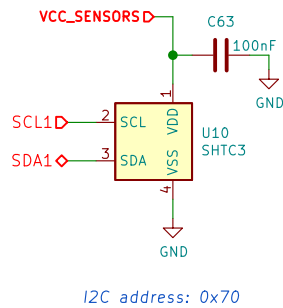 VCC_SENSORS
C63
100nF
GND
1
SCL1
2
SCL
VDD
U10
SHTC3
SDA1
3
SDA
VSS
4
GND
I2C address: 0x70